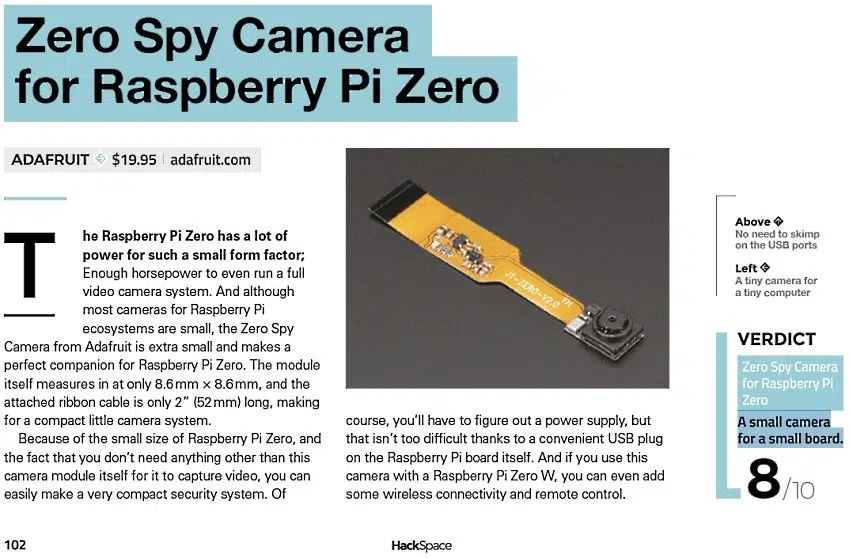 Zero Spy Camera
for Raspberry Pi Zero
ADAFRUIT $19.95 | adafruit.com
The Raspberry Pi Zero has a lot of
power for such a small form factor;
Enough horsepower to even run a full
video camera system. And although
most cameras for Raspberry Pi
ecosystems are small, the Zero Spy
Camera from Adafruit is extra small and makes a
perfect companion for Raspberry Pi Zero. The module
itself measures in at only 8.6 mm × 8.6 mm, and the
attached ribbon cable is only 2” (52 mm) long, making
for a compact little camera system.
Because of the small size of Raspberry Pi Zero, and
the fact that you don’t need anything other than this
camera module itself for it to capture video, you can
easily make a very compact security system. Of
JT-ZERO-V2.0 TM
course, you’ll have to figure out a power supply, but
that isn’t too difficult thanks to a convenient USB plug
on the Raspberry Pi board itself. And if you use this
camera with a Raspberry Pi Zero W, you can even add
some wireless connectivity and remote control.
Above
No need to skimp
on the USB ports
Left
A tiny camera for
a tiny computer
VERDICT
Zero Spy Camera
for Raspberry Pi
Zero
A small camera
for a small board.
8/10
102
HackSpace